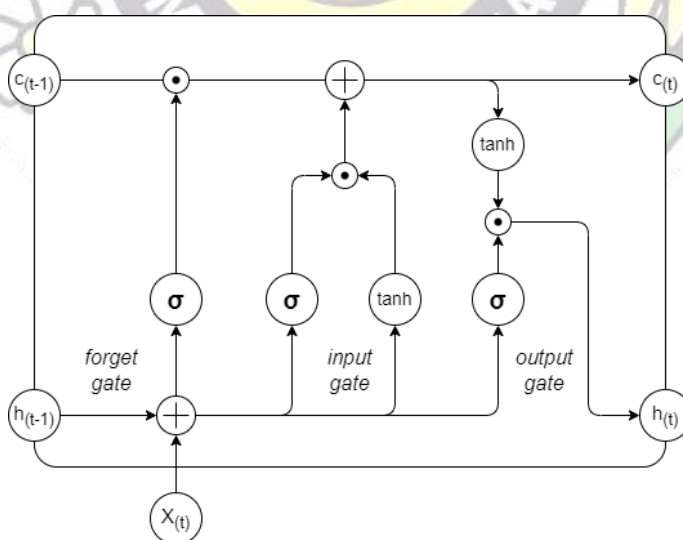 c(t-1)
c(t)
tanh
σ
σ
tanh
σ
forget
gate
input
gate
output
gate
h(t-1)
h(t)
X(t)